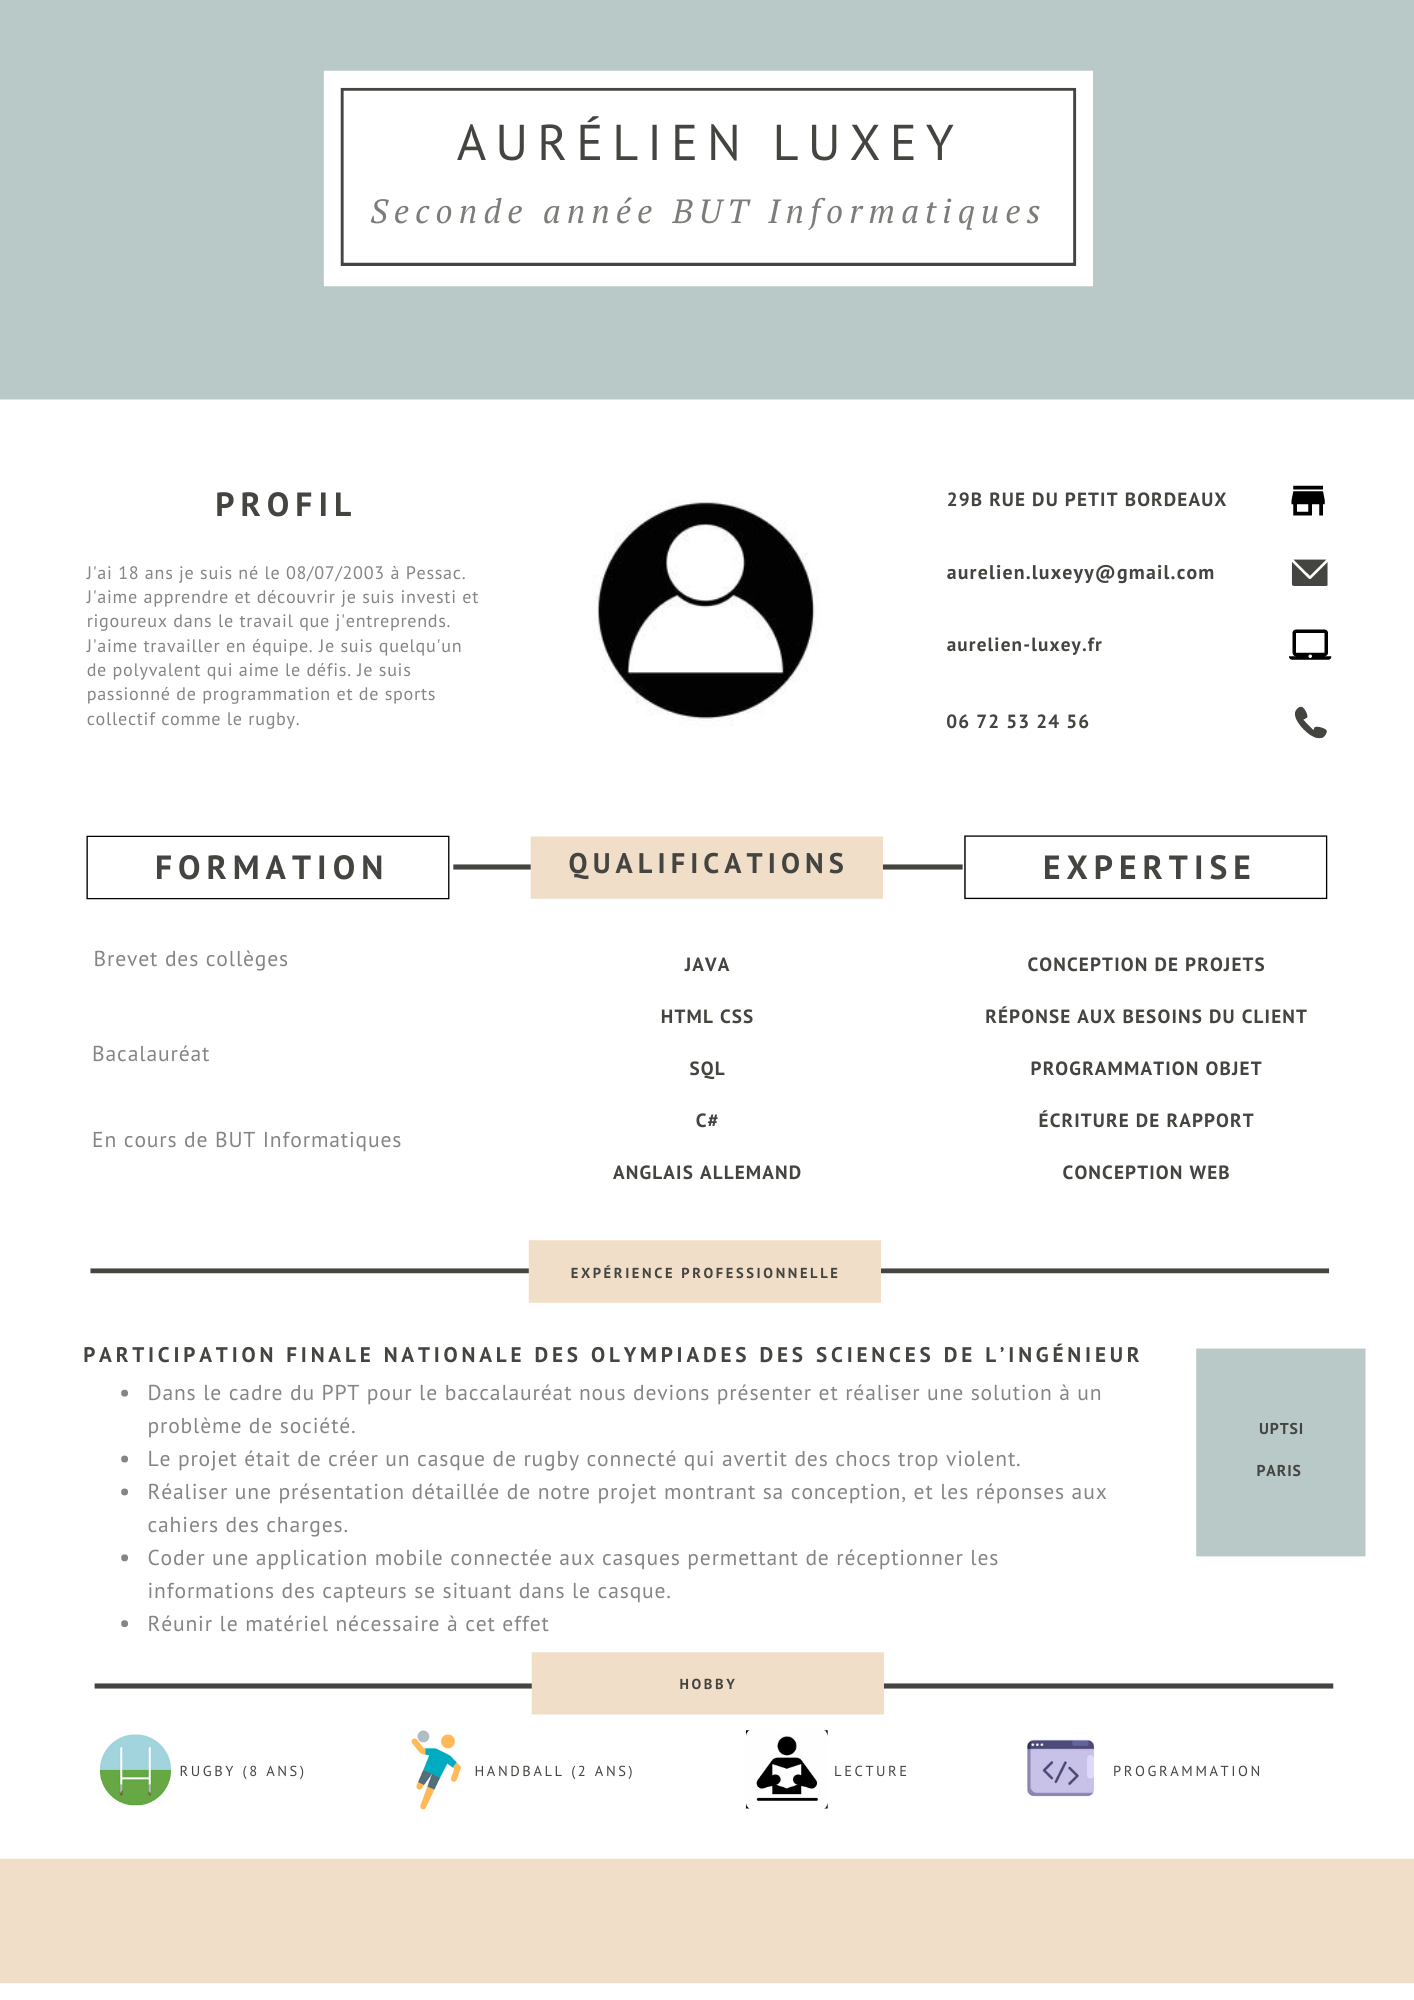 AURÉLIEN LUXEY
Seconde année BUT Informatiques
PROFIL
J'ai 18 ans je suis né le 08/07/2003 à Pessac.
J'aime apprendre et découvrir je suis investi et
rigoureux dans le travail que j'entreprends.
J'aime travailler en équipe. Je suis quelqu'un
de polyvalent qui aime le défis. Je suis
passionné de programmation et de sports
collectif comme le rugby.
29B RUE DU PETIT BORDEAUX
aurelien.luxeyy@gmail.com
aurelien-luxey.fr
06 72 53 24 56
FORMATION
Brevet des collèges
Bacalauréat
En cours de BUT Informatiques
QUALIFICATIONS
JAVA
HTML CSS
SQL
C#
ANGLAIS ALLEMAND
EXPERTISE
CONCEPTION DE PROJETS
RÉPONSE AUX BESOINS DU CLIENT
PROGRAMMATION OBJET
ÉCRITURE DE RAPPORT
CONCEPTION WEB
EXPÉRIENCE PROFESSIONNELLE
PARTICIPATION FINALE NATIONALE DES OLYMPIADES DES SCIENCES DE L'INGÉNIEUR
• Dans le cadre du PPT pour le baccalauréat nous devions présenter et réaliser une solution à un
problème de société.
• Le projet était de créer un casque de rugby connecté qui avertit des chocs trop violent.
• Réaliser une présentation détaillée de notre projet montrant sa conception, et les réponses aux
cahiers des charges.
• Coder une application mobile connectée aux casques permettant de réceptionner les
informations des capteurs se situant dans le casque.
• Réunir le matériel nécessaire à cet effet
UPTSI
PARIS
HOBBY
RUGBY (8 ANS)
HANDBALL (2 ANS)
LECTURE
PROGRAMMATION